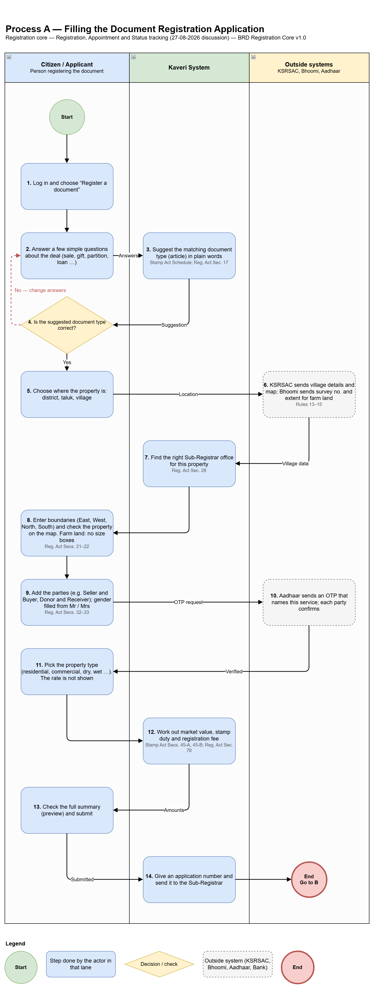 Process A — Filling the Document Registration Application
Registration core — Registration, Appointment and Status tracking (27-08-2026 discussion) — BRD Registration Core v1.0
Citizen / Applicant
Person registering the document
Kaveri System
Outside systems
KSRSAC, Bhoomi, Aadhaar
Start
1. Log in and choose “Register a
document”
2. Answer a few simple questions
about the deal (sale, gift, partition,
loan …)
Answers
3. Suggest the matching document
type (article) in plain words
Stamp Act Schedule; Reg. Act Sec. 17
No — change answers
4. Is the suggested document type
correct?
Suggestion
Yes
5. Choose where the property is:
district, taluk, village
Location
6. KSRSAC sends village details and
map; Bhoomi sends survey no. and
extent for farm land
Rules 13–15
7. Find the right Sub-Registrar office
for this property
Reg. Act Sec. 28
Village data
8. Enter boundaries (East, West,
North, South) and check the property
on the map. Farm land: no size
boxes
Reg. Act Secs. 21–22
9. Add the parties (e.g. Seller and
Buyer, Donor and Receiver); gender
filled from Mr / Mrs
Reg. Act Secs. 32–33
OTP request
10. Aadhaar sends an OTP that
names this service; each party
confirms
11. Pick the property type
(residential, commercial, dry, wet …).
The rate is not shown
Verified
12. Work out market value, stamp
duty and registration fee
Stamp Act Secs. 45-A, 45-B; Reg. Act Sec.
78
13. Check the full summary
(preview) and submit
Amounts
Submitted
14. Give an application number and
send it to the Sub-Registrar
End
Go to B
Legend
Start
Step done by the actor in
that lane
Decision / check
Outside system (KSRSAC,
Bhoomi, Aadhaar, Bank)
End